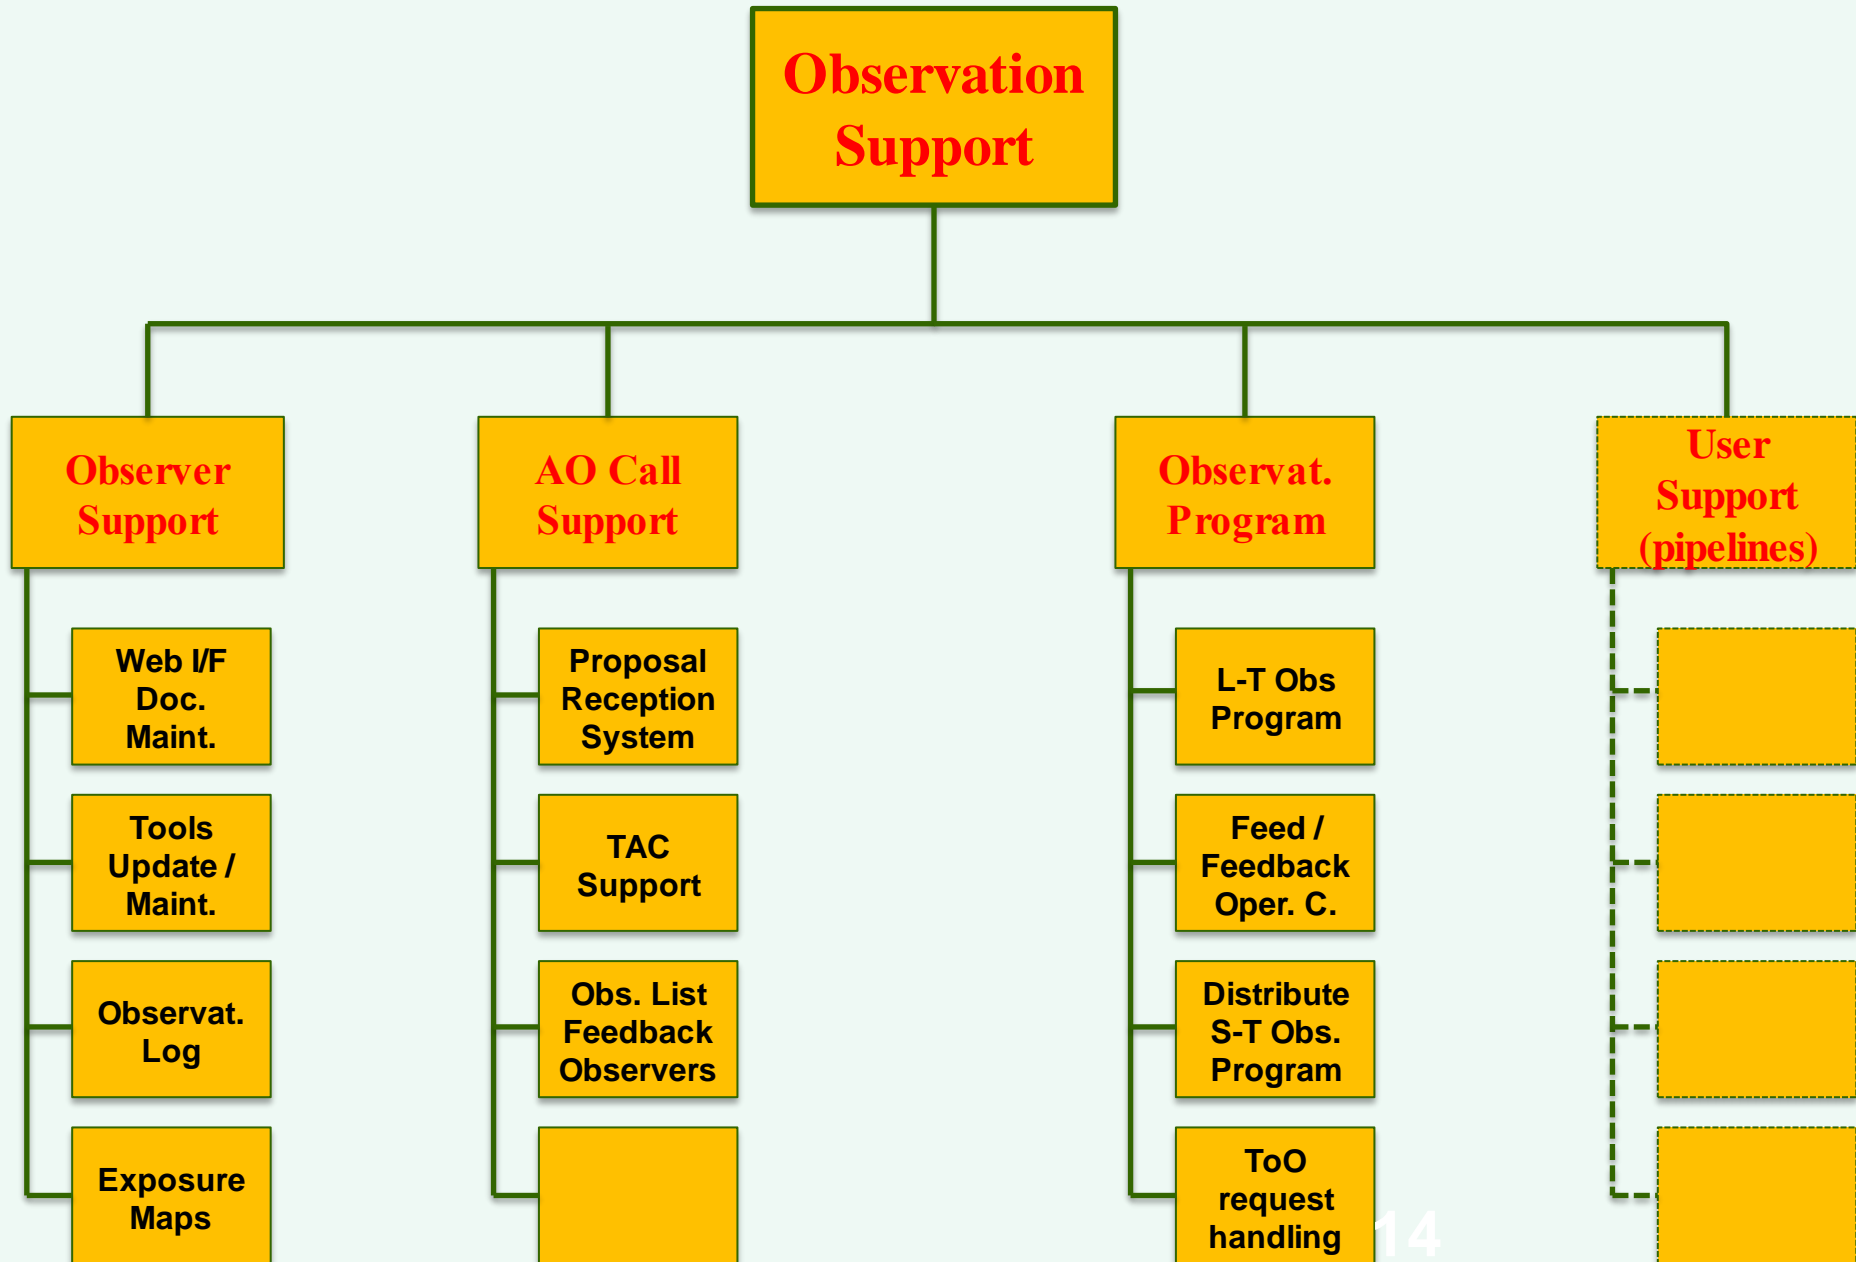 Observation
Support
Observer
Support
Web I/F
Doc.
Maint.
Tools
Update /
Maint.
Observat.
Log
Exposure
Maps
AO Call
Support
Proposal
Reception
System
TAC
Support
Obs. List
Feedback
Observers
Observat.
Program
L-T Obs
Program
Feed /
Feedback
Oper. C.
Distribute
S-T Obs.
Program
ToO
request
handling
User
Support
(pipelines)
14